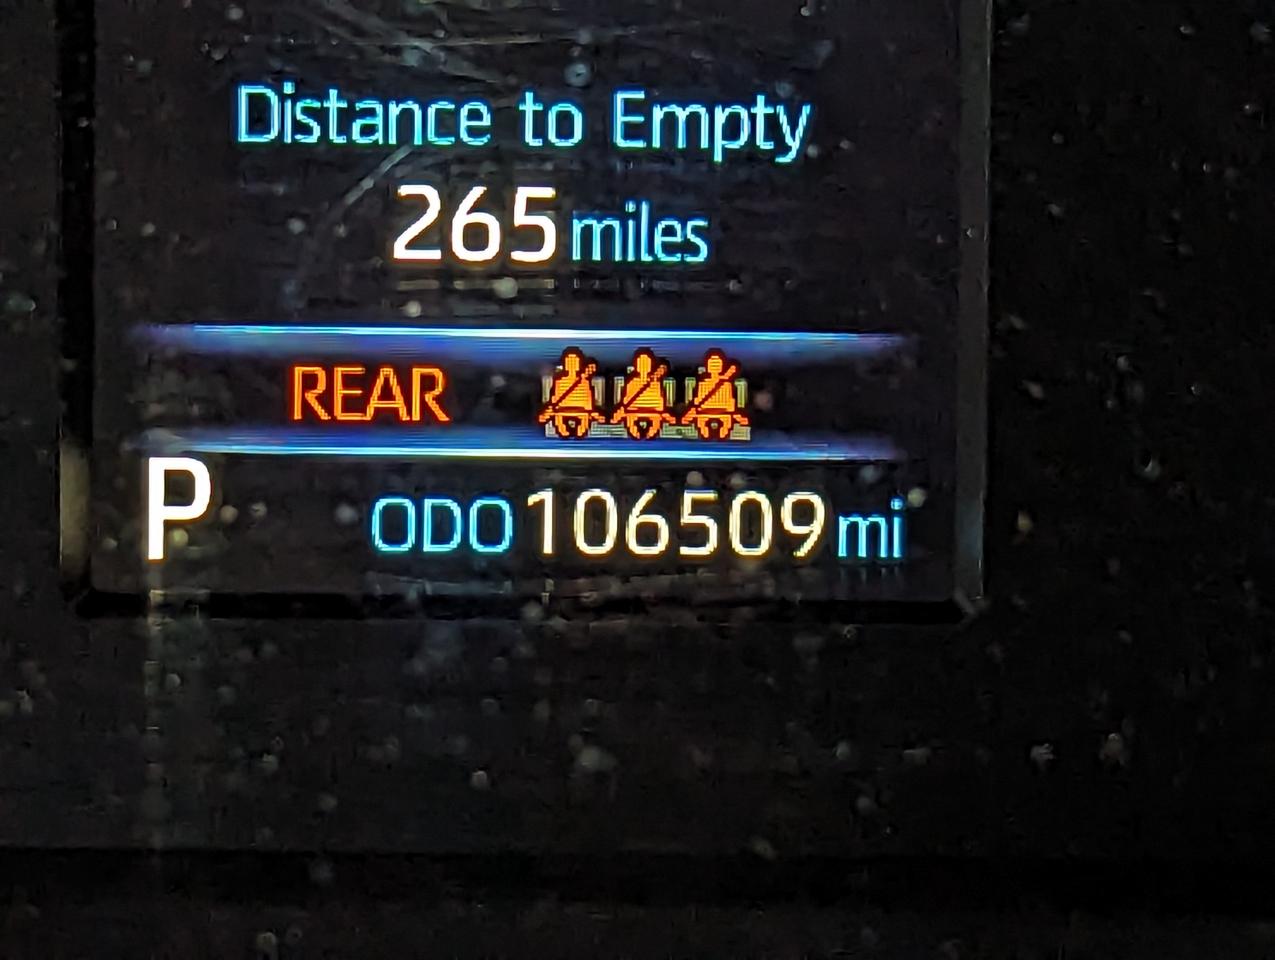 Distance to Empty
265 miles
REAR
P
ODO 106509 mi